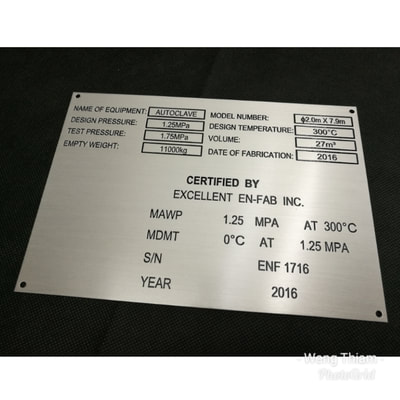 NAME OF EQUIPMENT: AUTOCLAVE MODEL NUMBER: ϕ2.0m X 7.9m
DESIGN PRESSURE: 1.25MPa DESIGN TEMPERATURE: 300°C
TEST PRESSURE: 1.75MPa VOLUME: 27m³
EMPTY WEIGHT: 11000kg DATE OF FABRICATION: 2016
CERTIFIED BY
EXCELLENT EN-FAB INC.
MAWP 1.25 MPA AT 300°C
MDMT 0°C AT 1.25 MPA
S/N ENF 1716
YEAR 2016
Wong Thiam
PhotoGrid